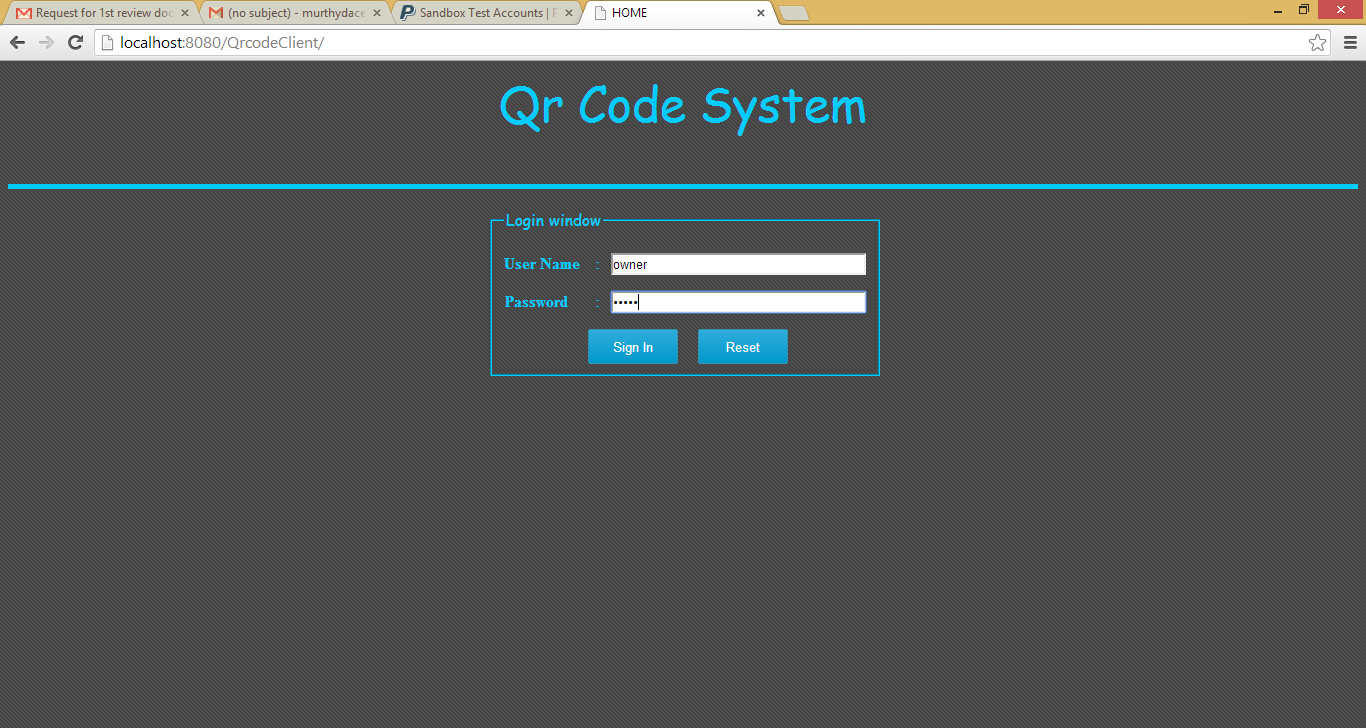 Request for 1st review doc
(no subject) - murthydace
Sandbox Test Accounts | P
HOME
localhost:8080/QrcodeClient/
Qr Code System
Login window
User Name : owner
Password : •••••
Sign In Reset